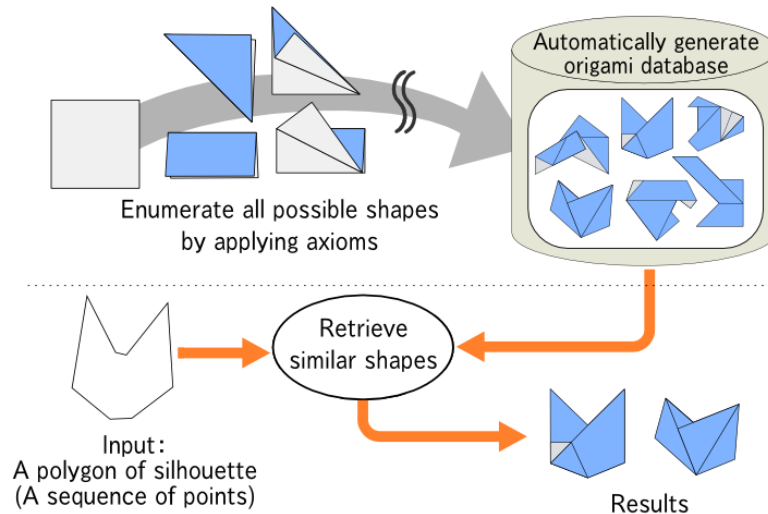 Automatically generate
origami database
Enumerate all possible shapes
by applying axioms
Retrieve
similar shapes
Input:
A polygon of silhouette
(A sequence of points)
Results